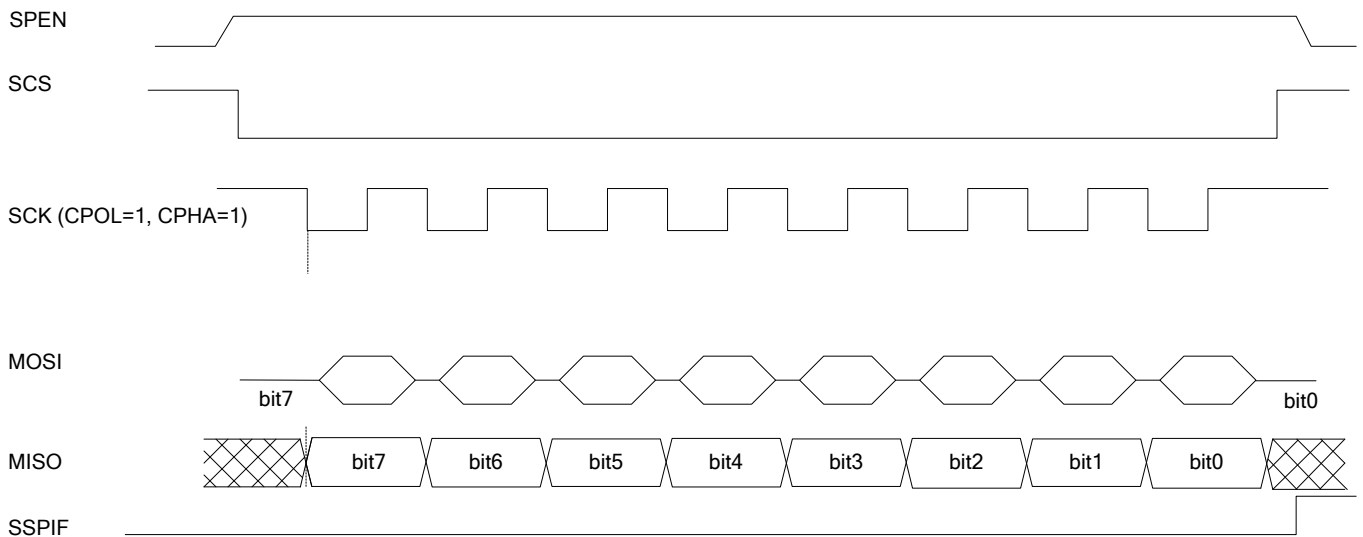 SPEN
SCS
SCK (CPOL=1, CPHA=1)
MOSI
bit7
bit0
MISO
bit7
bit6
bit5
bit4
bit3
bit2
bit1
bit0
SSPIF